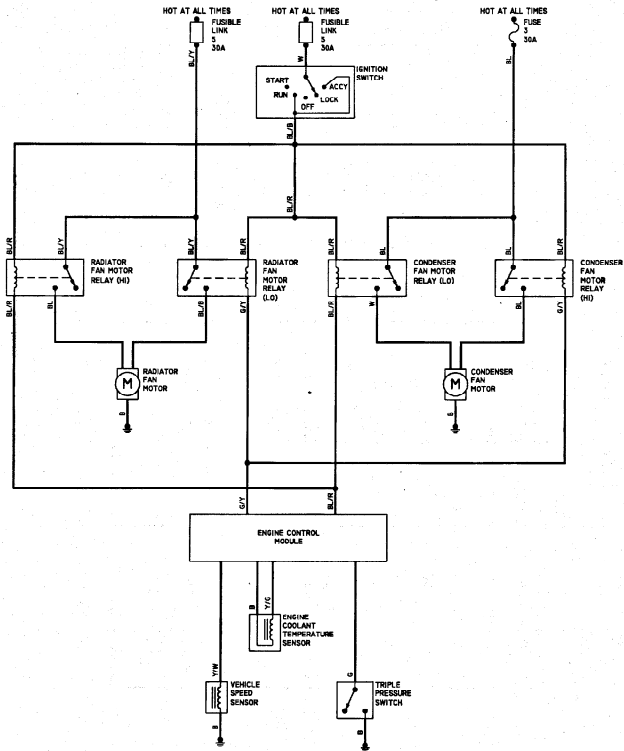 HOT AT ALL TIMES
HOT AT ALL TIMES
HOT AT ALL TIMES
FUSIBLE
LINK
5
30A
FUSIBLE
LINK
5
30A
FUSE
3
30A
BL/Y
W
BL
IGNITION
SWITCH
START
RUN
OFF
LOCK
ACCY
BL/B
BL/R
BL/R
BL/Y
BL/Y
BL/R
BL/R
BL
BL
BL/R
RADIATOR
FAN MOTOR
RELAY (HI)
RADIATOR
FAN
MOTOR
RELAY
(LO)
CONDENSER
FAN MOTOR
RELAY (LO)
CONDENSER
FAN
MOTOR
RELAY
(HI)
BL/R
BL
BL/B
G/Y
BL/R
W
BL
G/Y
M
RADIATOR
FAN
MOTOR
M
CONDENSER
FAN
MOTOR
B
B
G/Y
BL/R
ENGINE CONTROL
MODULE
B
Y/G
ENGINE
COOLANT
TEMPERATURE
SENSOR
Y/W
G
VEHICLE
SPEED
SENSOR
TRIPLE
PRESSURE
SWITCH
B
B